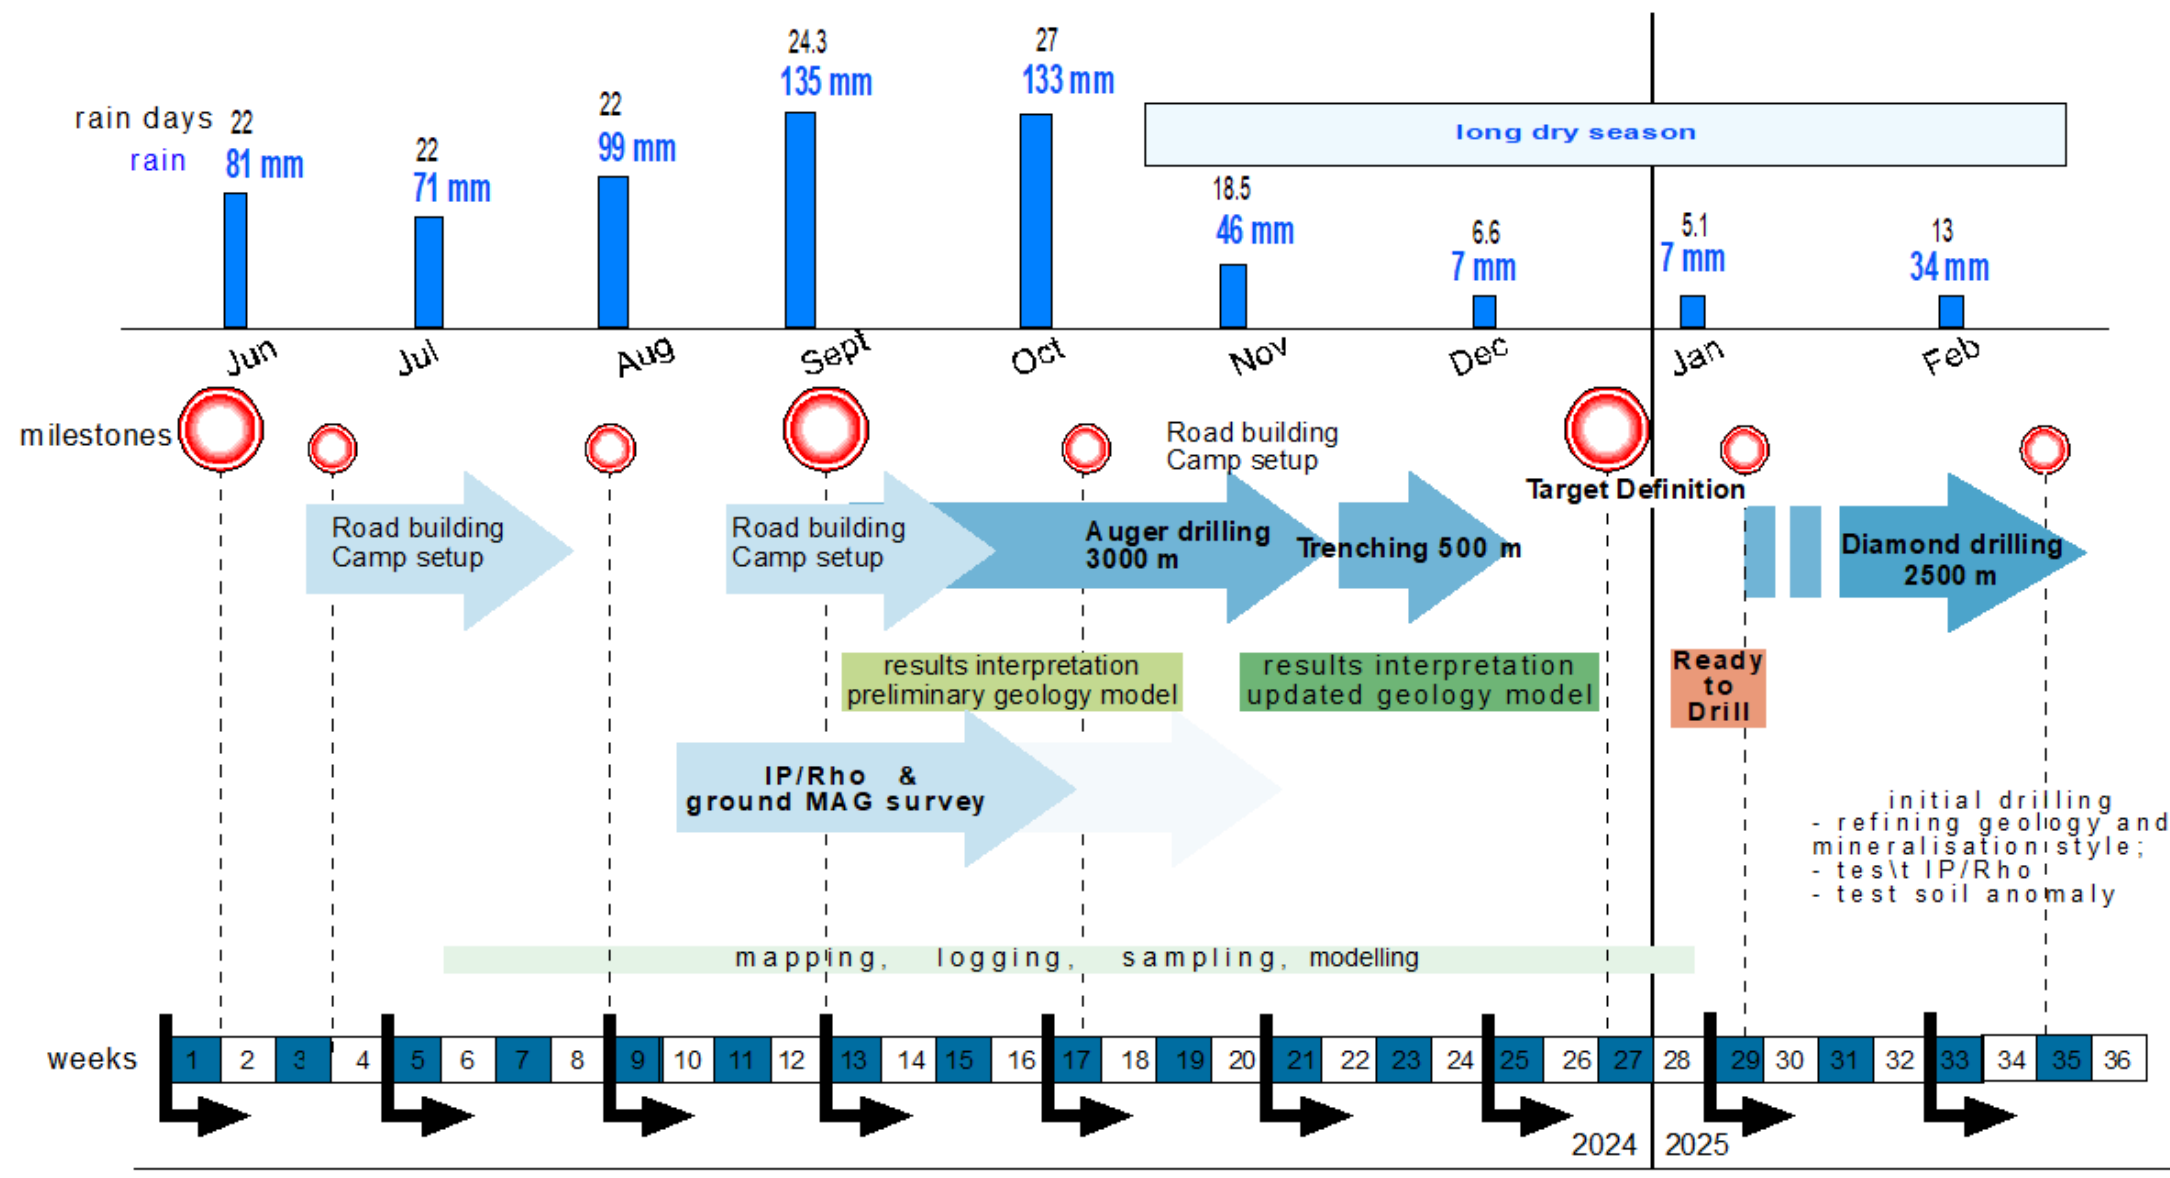 24.3
135 mm
27
133 mm
rain days
22
rain
81 mm
22
71 mm
22
99 mm
long dry season
18.5
46 mm
6.6
7 mm
5.1
7 mm
13
34 mm
Jun
Jul
Aug
Sept
Oct
Nov
Dec
Jan
Feb
milestones
Road building
Camp setup
Road building
Camp setup
Road building
Camp setup
Auger drilling
3000 m
Trenching 500 m
Target Definition
Diamond drilling
2500 m
results interpretation
preliminary geology model
results interpretation
updated geology model
Ready
to
Drill
IP/Rho &
ground MAG survey
initial drilling
- refining geology and
mineralisation style;
- tes\t IP/Rho
- test soil anomaly
mapping, logging, sampling, modelling
weeks
1 2 3 4 5 6 7 8 9 10 11 12 13 14 15 16 17 18 19 20 21 22 23 24 25 26 27 28 29 30 31 32 33 34 35 36
2024 2025